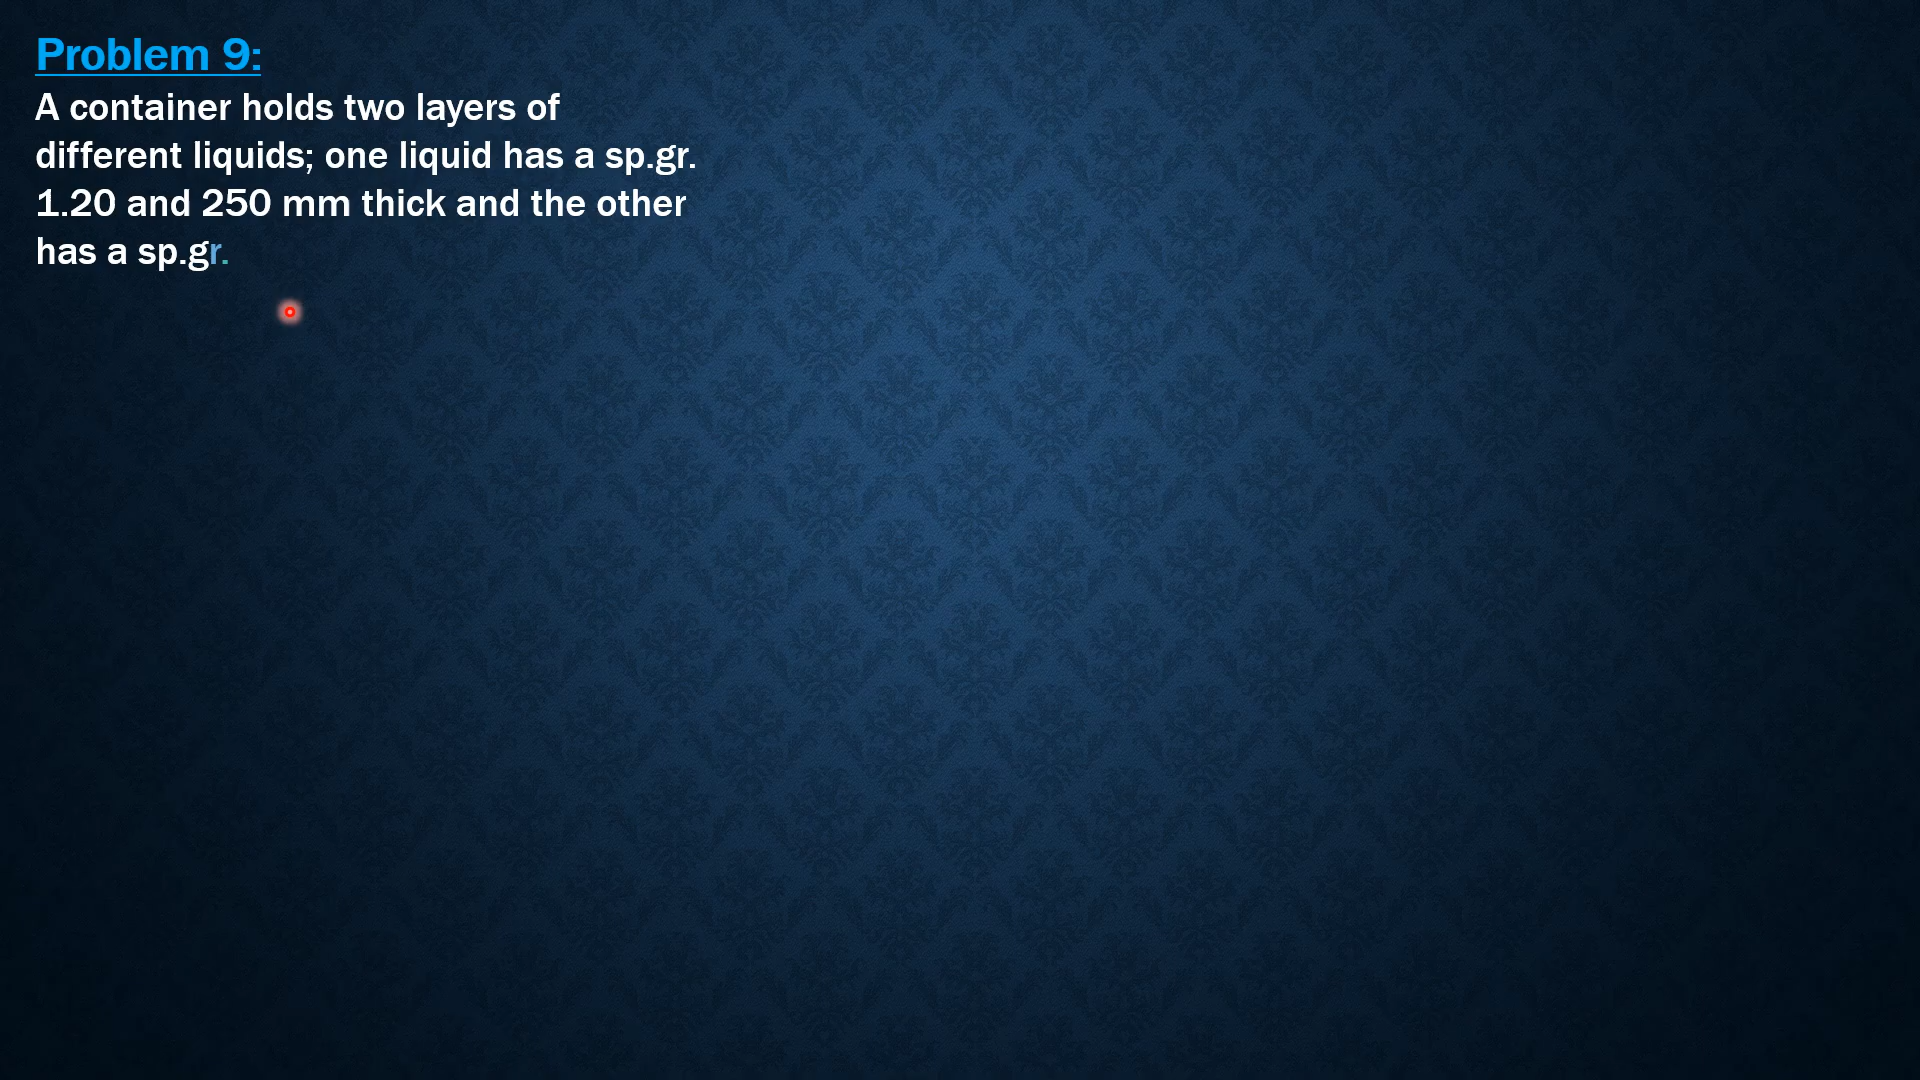 Problem 9:
A container holds two layers of
different liquids; one liquid has a sp.gr.
1.20 and 250 mm thick and the other
has a sp.gr.